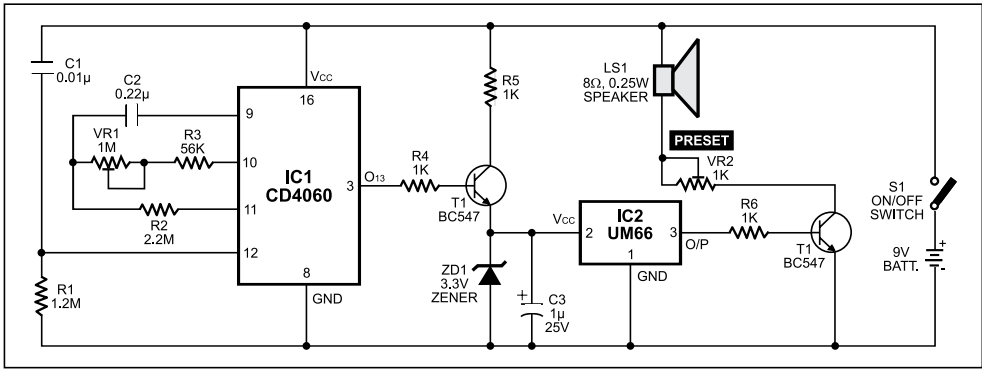 C1
0.01µ
C2
0.22µ
VR1
1M
R3
56K
R2
2.2M
R1
1.2M
VCC
16
9
10
11
12
IC1
CD4060
3
8
GND
O13
R4
1K
R5
1K
T1
BC547
ZD1
3.3V
ZENER
C3
1µ
25V
+
VCC
2
IC2
UM66
3
1
O/P
GND
LS1
8Ω, 0.25W
SPEAKER
PRESET
VR2
1K
R6
1K
T1
BC547
S1
ON/OFF
SWITCH
9V
BATT.
+
-